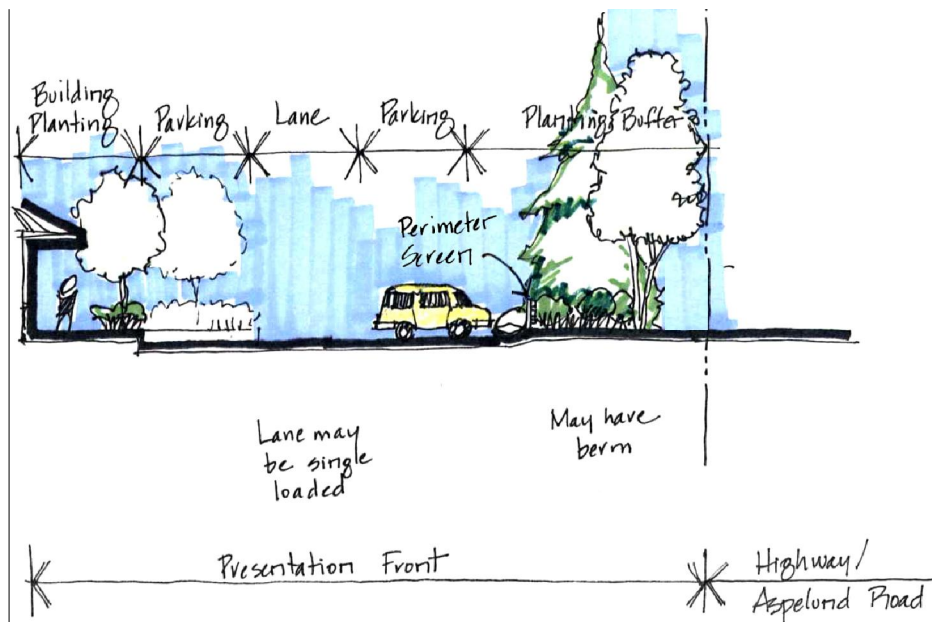 Building
Planting
Parking
Lane
Parking
Planting Buffer
Perimeter
Screen
Lane may
be single
loaded
May have
berm
Presentation Front
Highway/
Aspelund Road